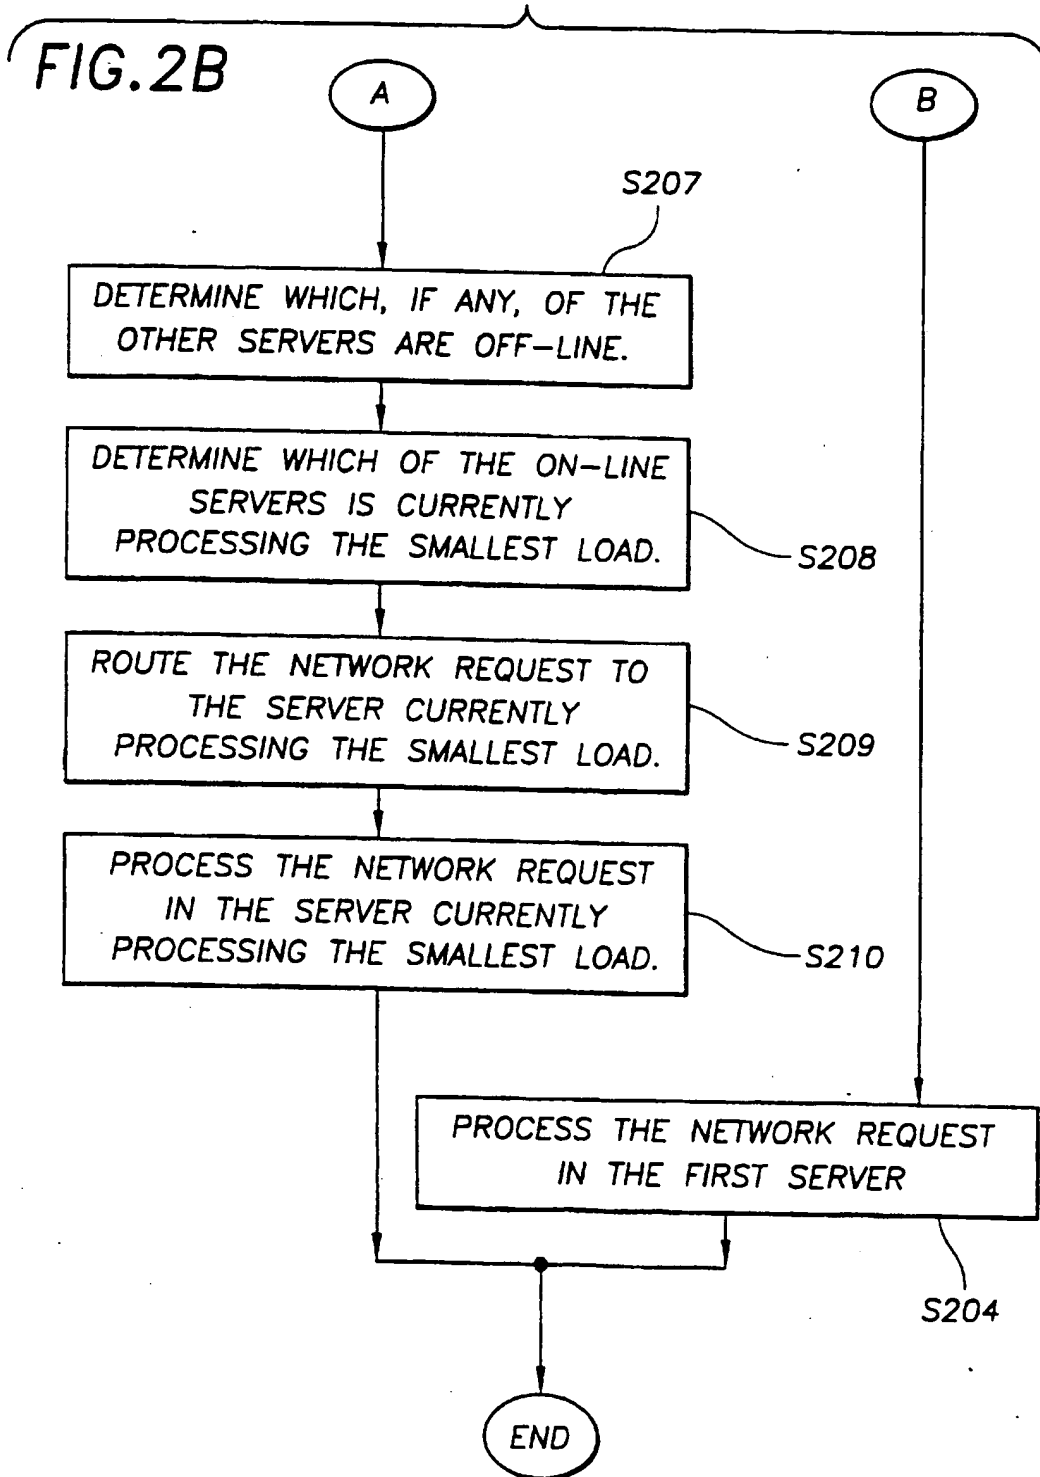 FIG.2B
A
B
S207
DETERMINE WHICH, IF ANY, OF THE
OTHER SERVERS ARE OFF-LINE.
DETERMINE WHICH OF THE ON-LINE
SERVERS IS CURRENTLY
PROCESSING THE SMALLEST LOAD.
S208
ROUTE THE NETWORK REQUEST TO
THE SERVER CURRENTLY
PROCESSING THE SMALLEST LOAD.
S209
PROCESS THE NETWORK REQUEST
IN THE SERVER CURRENTLY
PROCESSING THE SMALLEST LOAD.
S210
PROCESS THE NETWORK REQUEST
IN THE FIRST SERVER
S204
END